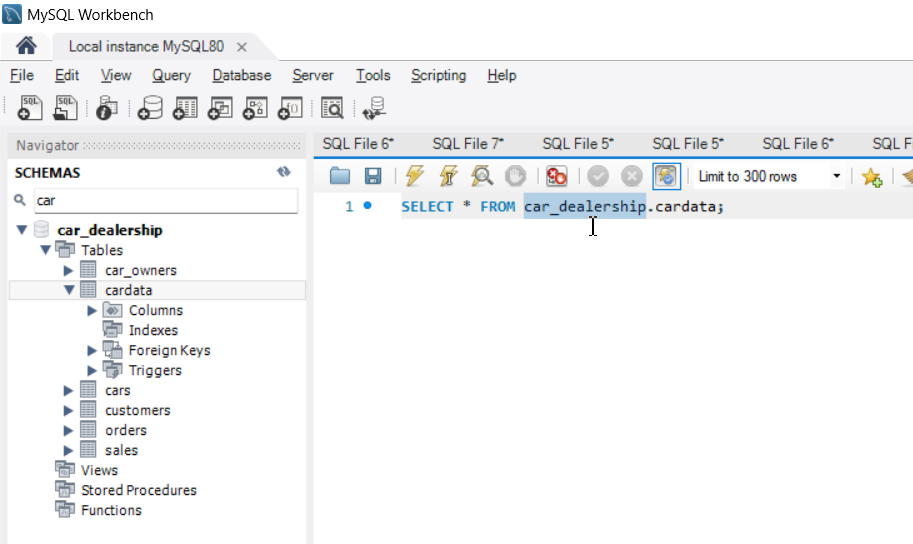 MySQL Workbench
Local instance MySQL80
File Edit View Query Database Server Tools Scripting Help
SQL SQL
Navigator
SCHEMAS
car
car_dealership
Tables
car_owners
cardata
Columns
Indexes
Foreign Keys
Triggers
cars
customers
orders
sales
Views
Stored Procedures
Functions
SQL File 6* SQL File 7* SQL File 5* SQL File 5* SQL File 6* SQL F
Limit to 300 rows
1 SELECT * FROM car_dealership.cardata;